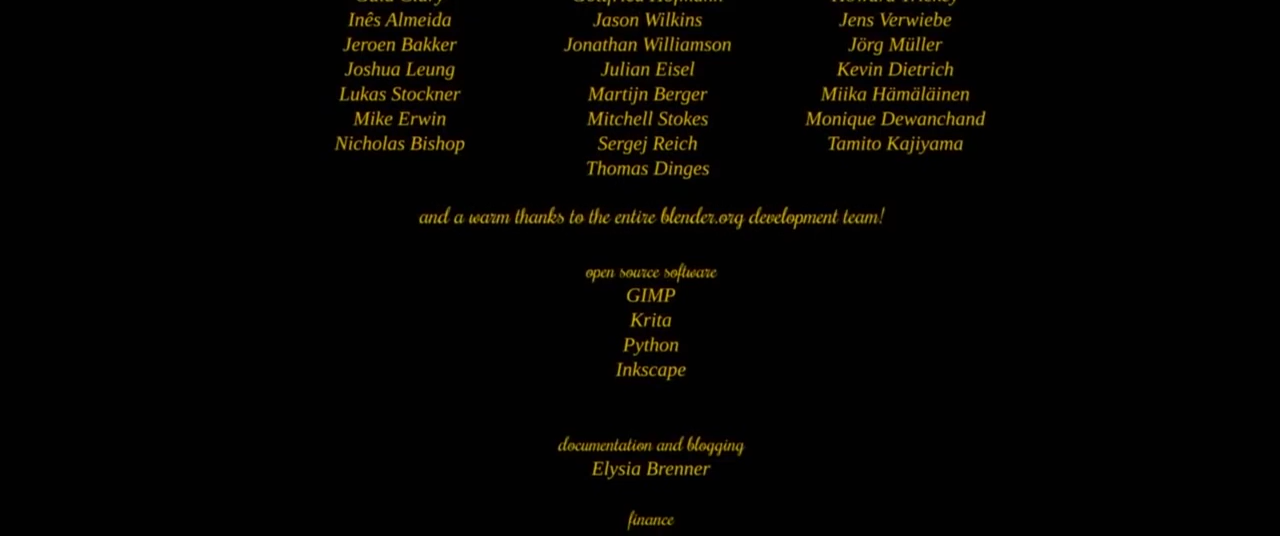 Inês Almeida Jason Wilkins Jens Verwiebe
Jeroen Bakker Jonathan Williamson Jörg Müller
Joshua Leung Julian Eisel Kevin Dietrich
Lukas Stockner Martijn Berger Miika Hämäläinen
Mike Erwin Mitchell Stokes Monique Dewanchand
Nicholas Bishop Sergej Reich Tamito Kajiyama
Thomas Dinges
and a warm thanks to the entire blender.org development team!
open source software
GIMP
Krita
Python
Inkscape
documentation and blogging
Elysia Brenner
finance